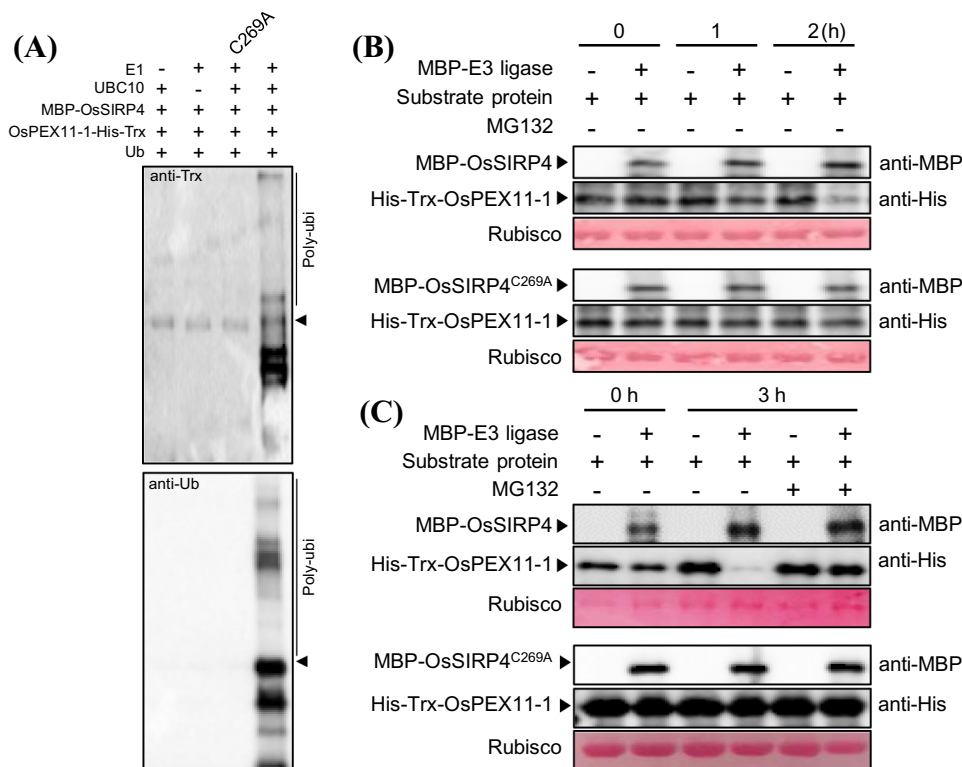 (A)
C269A
E1 - + + +
UBC10 + - + +
MBP-OsSIRP4 + + + +
OsPEX11-1-His-Trx + + + +
Ub + + + +
anti-Trx
Poly-ubi
anti-Ub
Poly-ubi
(B)
0 1 2(h)
MBP-E3 ligase - + - + - +
Substrate protein + + + + + +
MG132 - - - - - -
MBP-OsSIRP4 anti-MBP
His-Trx-OsPEX11-1 anti-His
Rubisco
MBP-OsSIRP4C269A anti-MBP
His-Trx-OsPEX11-1 anti-His
Rubisco
(C)
0 h 3 h
MBP-E3 ligase - + - + - +
Substrate protein + + + + + +
MG132 - - - - + +
MBP-OsSIRP4 anti-MBP
His-Trx-OsPEX11-1 anti-His
Rubisco
MBP-OsSIRP4C269A anti-MBP
His-Trx-OsPEX11-1 anti-His
Rubisco